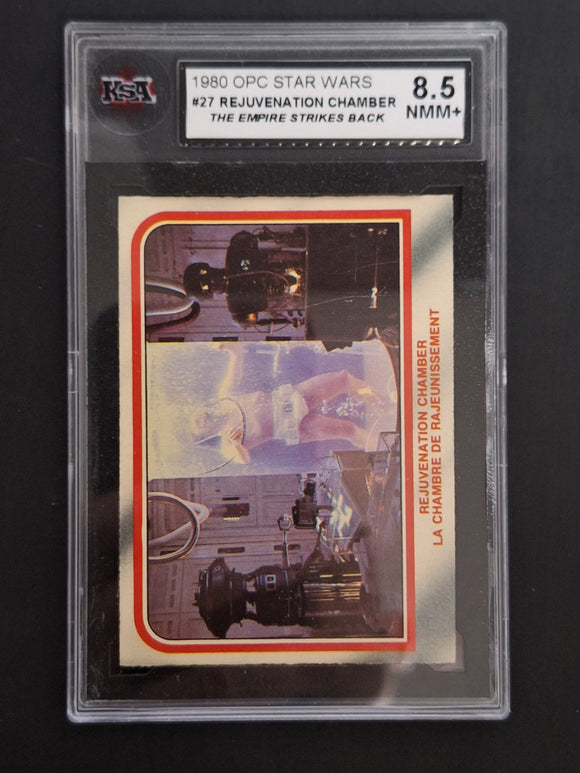 KSA
1980 OPC STAR WARS
#27 REJUVENATION CHAMBER
THE EMPIRE STRIKES BACK
8.5
NMM+
REJUVENATION CHAMBER
LA CHAMBRE DE RAJEUNISSEMENT